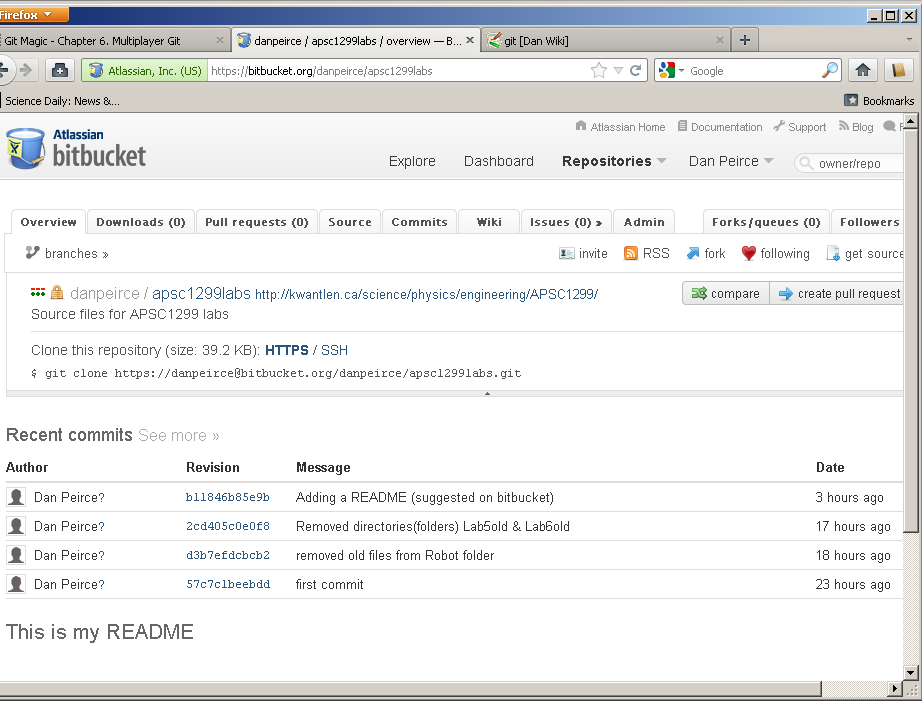 Firefox
Git Magic - Chapter 6. Multiplayer Git
danpeirce / apsc1299labs / overview — B...
git [Dan Wiki]
Atlassian, Inc. (US)
https://bitbucket.org/danpeirce/apsc1299labs
Google
Science Daily: News &...
Bookmarks
Atlassian
bitbucket
Atlassian Home Documentation Support Blog F
Explore Dashboard Repositories Dan Peirce owner/repo
Overview Downloads (0) Pull requests (0) Source Commits Wiki Issues (0) » Admin Forks/queues (0) Followers
branches » invite RSS fork following get source
danpeirce / apsc1299labs http://kwantlen.ca/science/physics/engineering/APSC1299/
compare create pull request
Source files for APSC1299 labs
Clone this repository (size: 39.2 KB): HTTPS / SSH
$ git clone https://danpeirce@bitbucket.org/danpeirce/apsc1299labs.git
Recent commits See more »
Author Revision Message Date
Dan Peirce? b11846b85e9b Adding a README (suggested on bitbucket) 3 hours ago
Dan Peirce? 2cd405c0e0f8 Removed directories(folders) Lab5old & Lab6old 17 hours ago
Dan Peirce? d3b7efdcbcb2 removed old files from Robot folder 18 hours ago
Dan Peirce? 57c7c1beebdd first commit 23 hours ago
This is my README